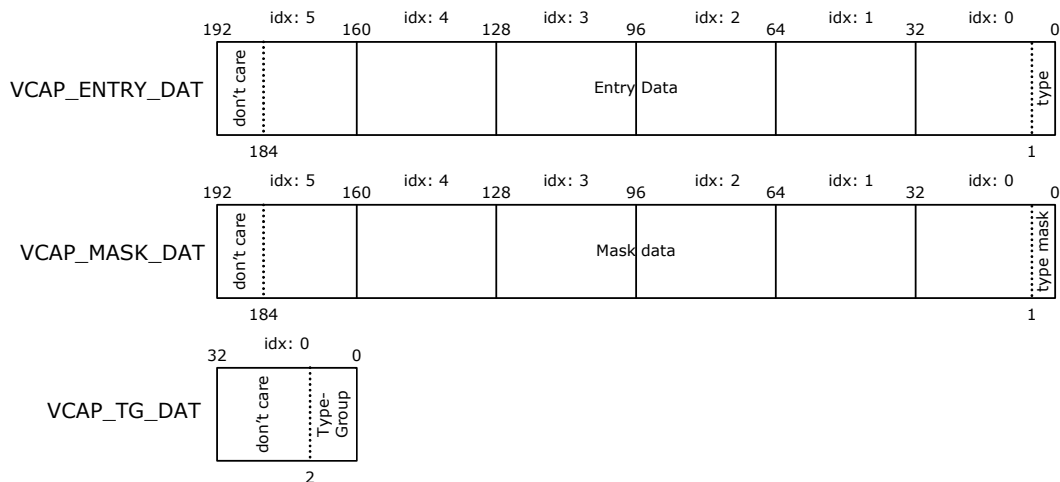 idx: 5 idx: 4 idx: 3 idx: 2 idx: 1 idx: 0
192 160 128 96 64 32 0
VCAP_ENTRY_DAT don't care Entry Data type
184 1
idx: 5 idx: 4 idx: 3 idx: 2 idx: 1 idx: 0
192 160 128 96 64 32 0
VCAP_MASK_DAT don't care Mask data type mask
184 1
idx: 0
32 0
VCAP_TG_DAT don't care Type-
Group
2